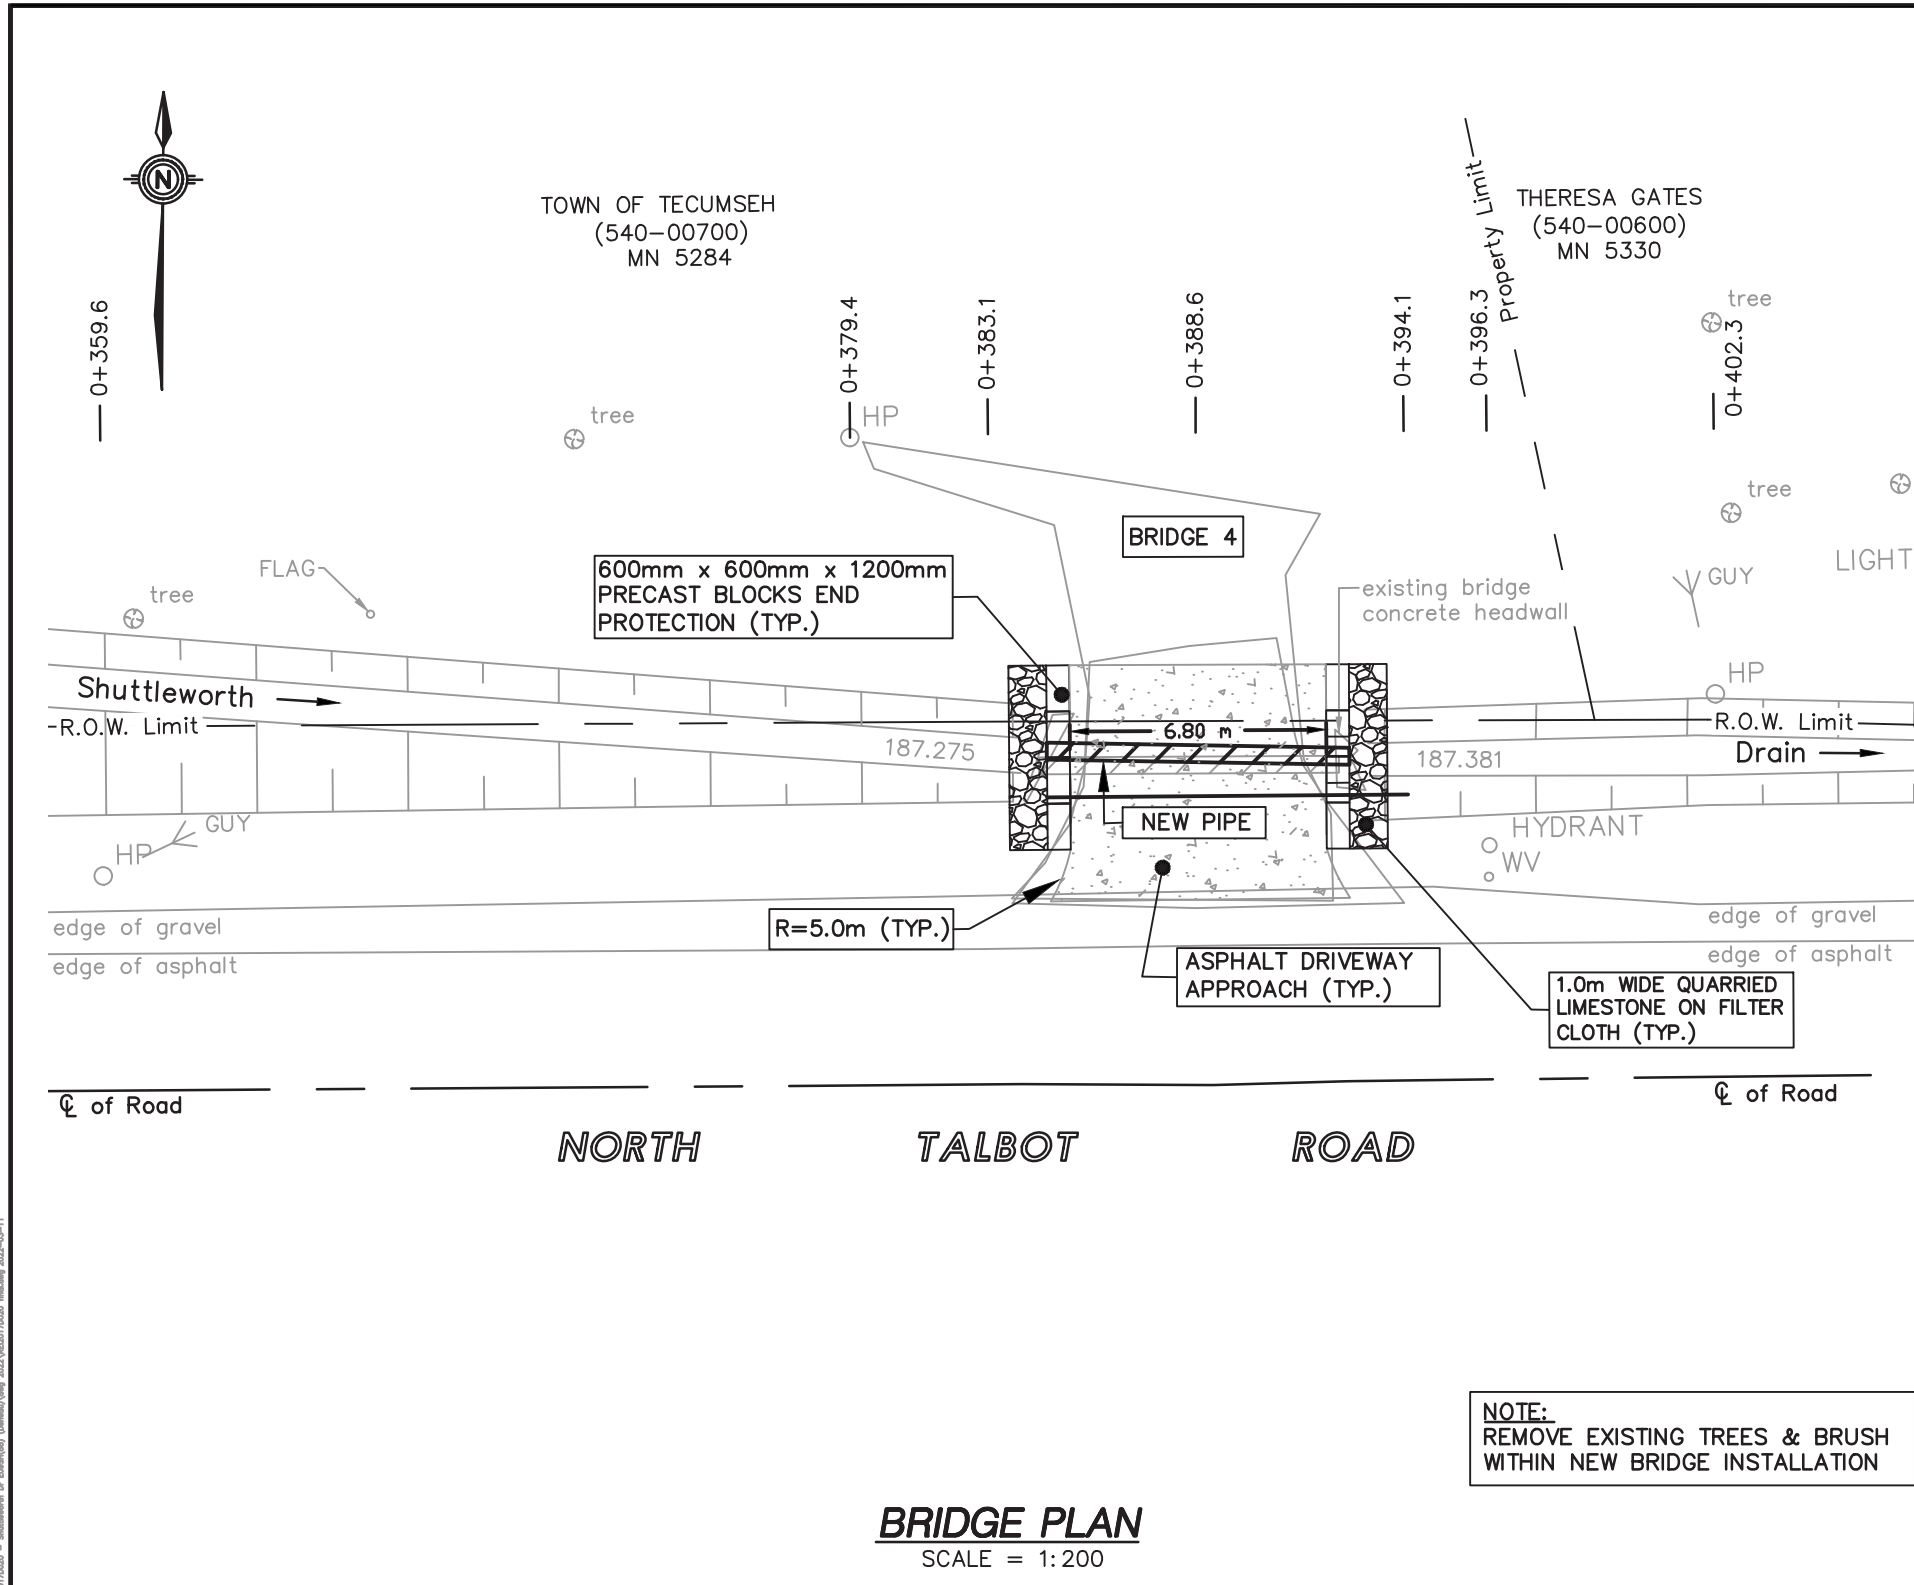 N
TOWN OF TECUMSEH
(540-00700)
MN 5284
THERESA GATES
(540-00600)
MN 5330
Property Limit
0+359.6
0+379.4
0+383.1
0+388.6
0+394.1
0+396.3
0+402.3
tree
tree
HP
tree
BRIDGE 4
LIGHT
FLAG
600mm x 600mm x 1200mm
PRECAST BLOCKS END
PROTECTION (TYP.)
existing bridge
concrete headwall
GUY
tree
HP
Shuttleworth
R.O.W. Limit
6.80 m
R.O.W. Limit
187.275
187.381
Drain
NEW PIPE
GUY
HP
HYDRANT
WV
R=5.0m (TYP.)
edge of gravel
edge of gravel
edge of asphalt
edge of asphalt
ASPHALT DRIVEWAY
APPROACH (TYP.)
1.0m WIDE QUARRIED
LIMESTONE ON FILTER
CLOTH (TYP.)
℄ of Road
℄ of Road
NORTH TALBOT ROAD
NOTE:
REMOVE EXISTING TREES & BRUSH
WITHIN NEW BRIDGE INSTALLATION
BRIDGE PLAN
SCALE = 1:200